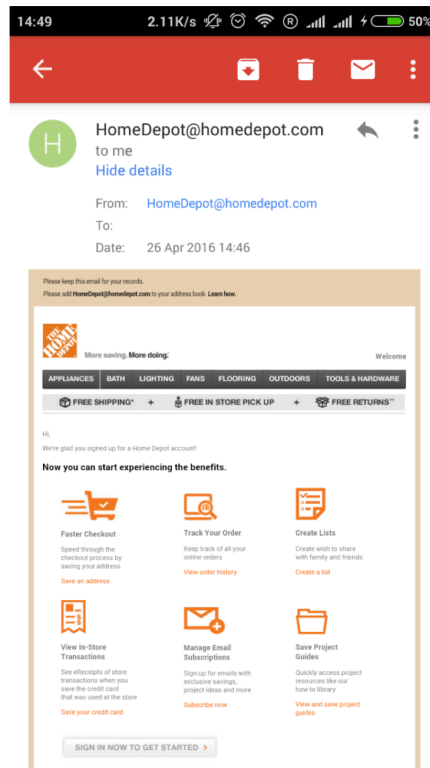 14:49
2.11K/s
R
50%
H
HomeDepot@homedepot.com
to me
Hide details
From: HomeDepot@homedepot.com
To:
Date: 26 Apr 2016 14:46
Please keep this email for your records.
Please add HomeDepot@homedepot.com to your address book. Learn how.
THE HOME DEPOT
More saving. More doing.
Welcome
APPLIANCES BATH LIGHTING FANS FLOORING OUTDOORS TOOLS & HARDWARE
FREE SHIPPING* + FREE IN STORE PICK UP + FREE RETURNS**
Hi,
We're glad you signed up for a Home Depot account!
Now you can start experiencing the benefits.
Faster Checkout
Speed through the
checkout process by
saving your address
Save an address
Track Your Order
Keep track of all your
online orders
View order history
Create Lists
Create wish to share
with family and friends
Create a list
View In-Store
Transactions
See eReceipts of store
transactions when you
save the credit card
that was used at the store
Save your credit card
Manage Email
Subscriptions
Sign up for emails with
exclusive savings,
project ideas and more
Subscribe now
Save Project
Guides
Quickly access project
resources like our
how-to library
View and save project
guides
SIGN IN NOW TO GET STARTED >